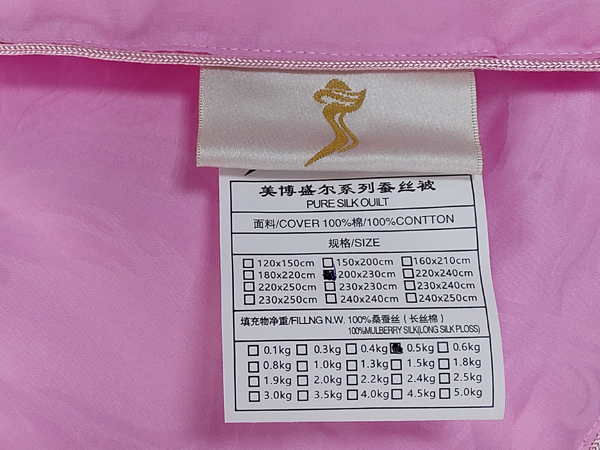 美博盛尔系列蚕丝被
PURE SILK OUILT
面料/COVER 100%棉/100%CONTTON
规格/SIZE
120x150cm 150x200cm 160x210cm
180x220cm 200x230cm 220x240cm
220x250cm 230x230cm 230x240cm
230x250cm 240x240cm 240x250cm
填充物净重/FILLNG N.W. 100%桑蚕丝(长丝棉)
100%MULBERRY SILK(LONG SILK PLOSS)
0.1kg 0.3kg 0.4kg 0.5kg 0.6kg
0.8kg 1.0kg 1.3kg 1.5kg 1.8kg
1.9kg 2.0kg 2.2kg 2.4kg 2.5kg
3.0kg 3.5kg 4.0kg 4.5kg 5.0kg